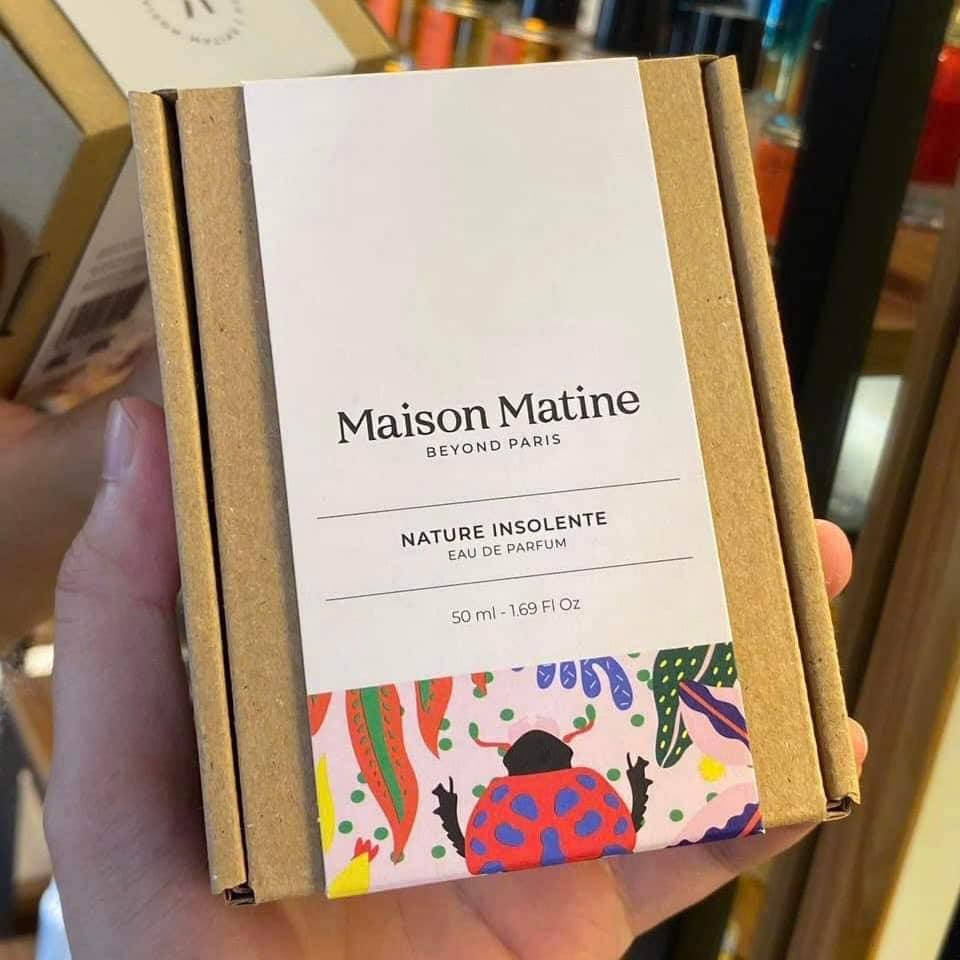 Maison Matine
BEYOND PARIS
NATURE INSOLENTE
EAU DE PARFUM
50 ml - 1.69 Fl Oz